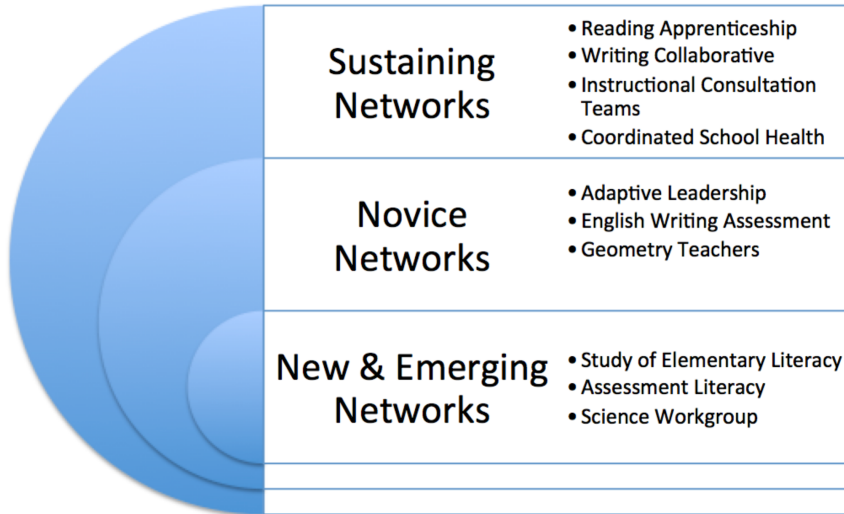 Sustaining
Networks
• Reading Apprenticeship
• Writing Collaborative
• Instructional Consultation
Teams
• Coordinated School Health
Novice
Networks
• Adaptive Leadership
• English Writing Assessment
• Geometry Teachers
New & Emerging
Networks
• Study of Elementary Literacy
• Assessment Literacy
• Science Workgroup